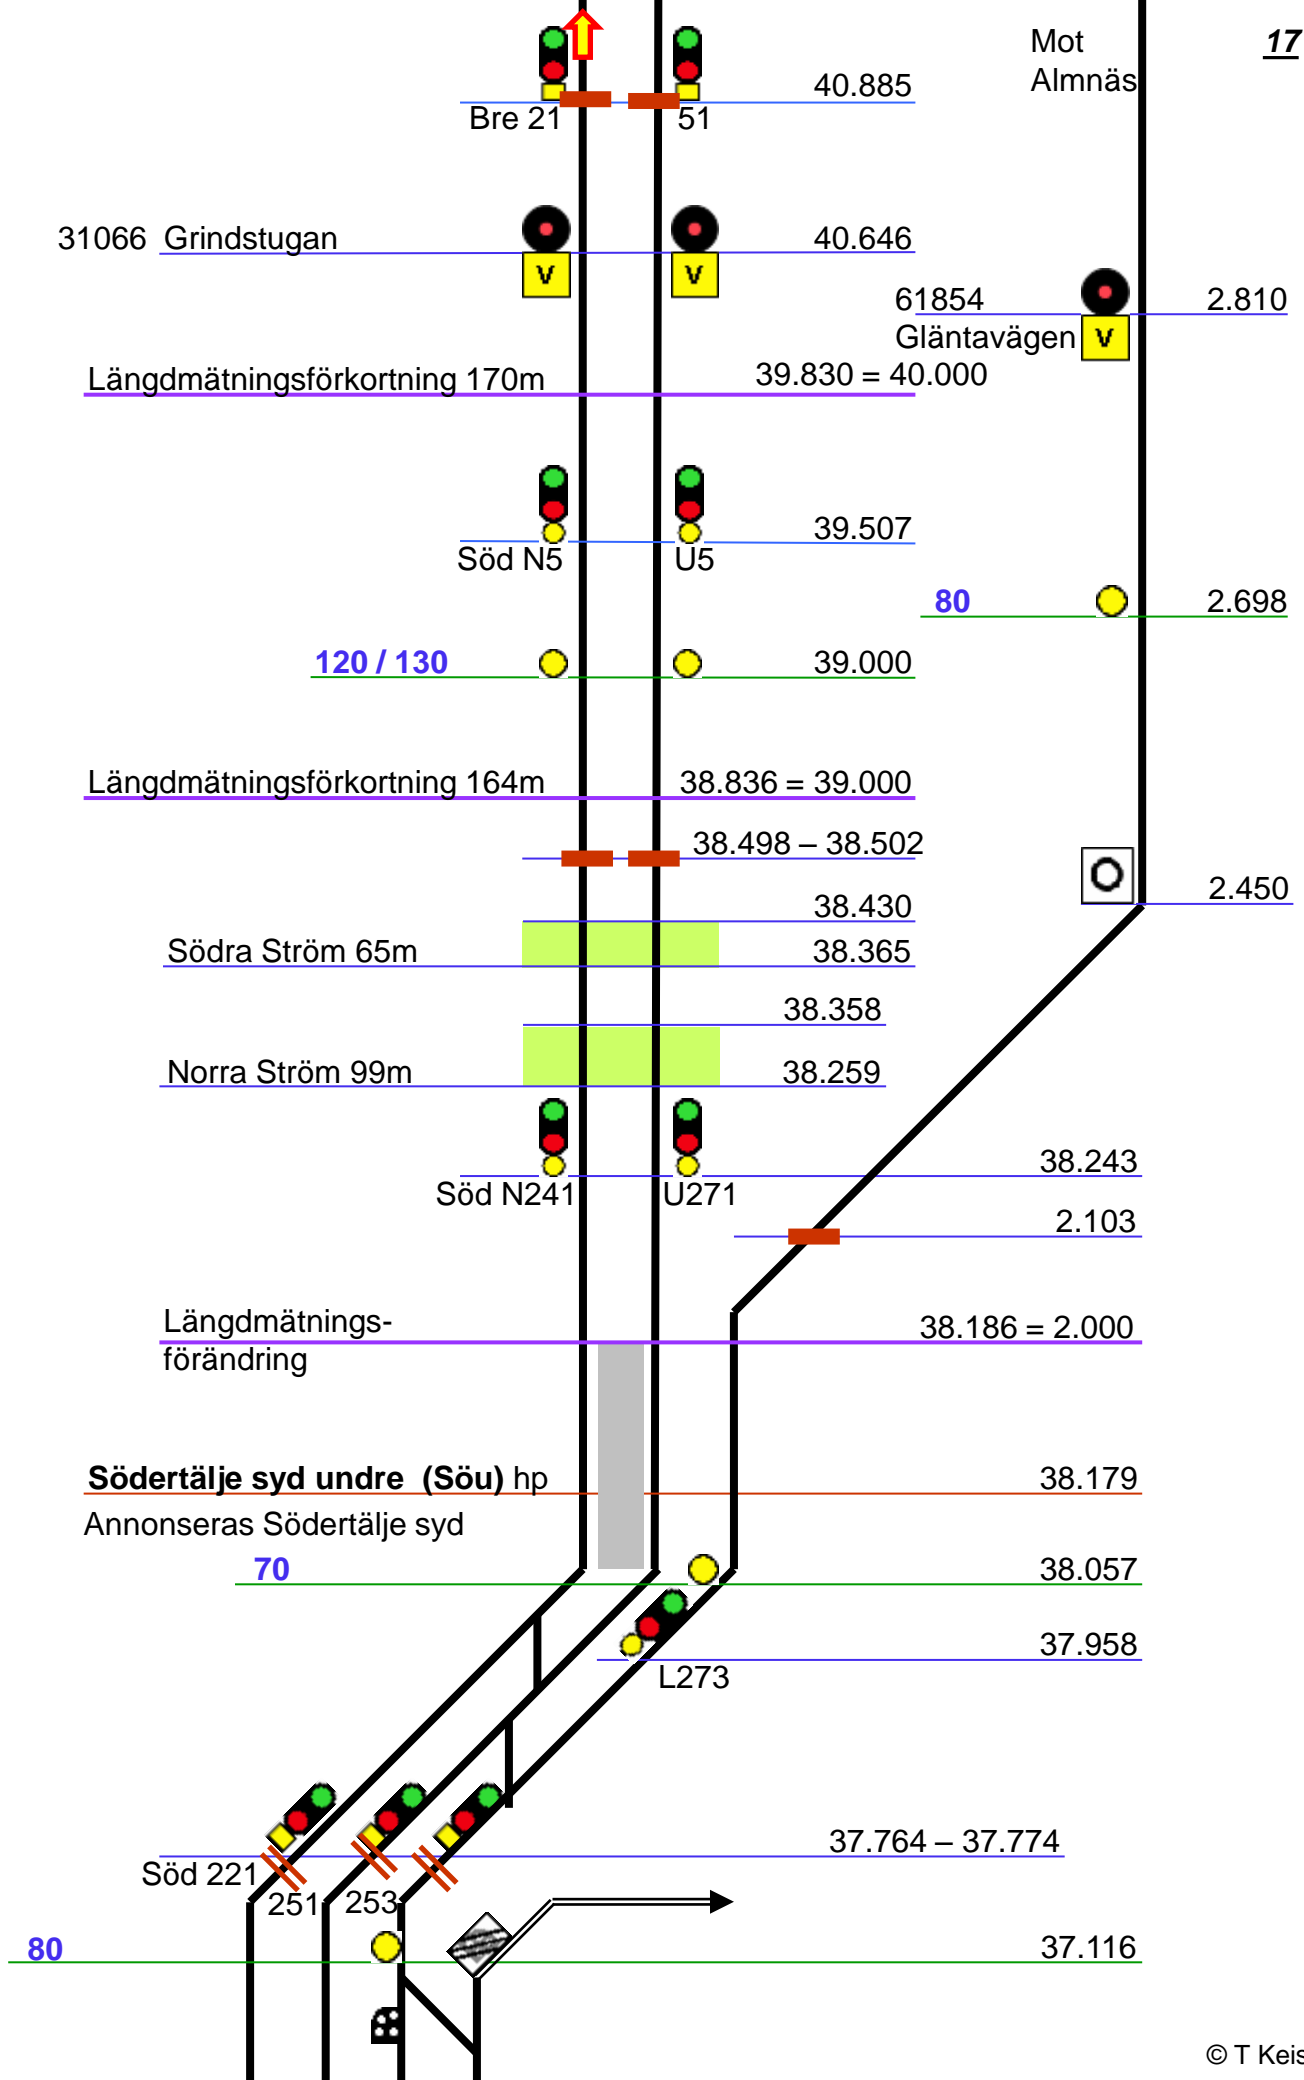 Mot
Almnäs
17
40.885
Bre 21
51
31066 Grindstugan
40.646
V
V
61854
Gläntavägen
V
2.810
Längdmätningsförkortning 170m
39.830 = 40.000
39.507
Söd N5
U5
80
2.698
120 / 130
39.000
Längdmätningsförkortning 164m
38.836 = 39.000
38.498 – 38.502
O
2.450
38.430
Södra Ström 65m
38.365
38.358
Norra Ström 99m
38.259
38.243
Söd N241
U271
2.103
Längdmätnings-
förändring
38.186 = 2.000
Södertälje syd undre (Söu) hp
38.179
Annonseras Södertälje syd
70
38.057
37.958
L273
37.764 – 37.774
Söd 221
251
253
80
37.116
© T Keis